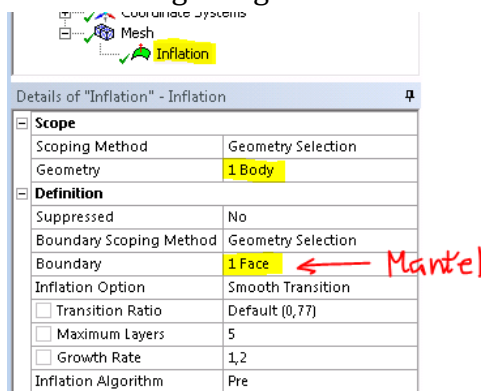 Coordinate Systems
Mesh
Inflation
Details of "Inflation" - Inflation
Scope
Scoping Method Geometry Selection
Geometry 1 Body
Definition
Suppressed No
Boundary Scoping Method Geometry Selection
Boundary 1 Face Mantel
Inflation Option Smooth Transition
Transition Ratio Default (0,77)
Maximum Layers 5
Growth Rate 1,2
Inflation Algorithm Pre